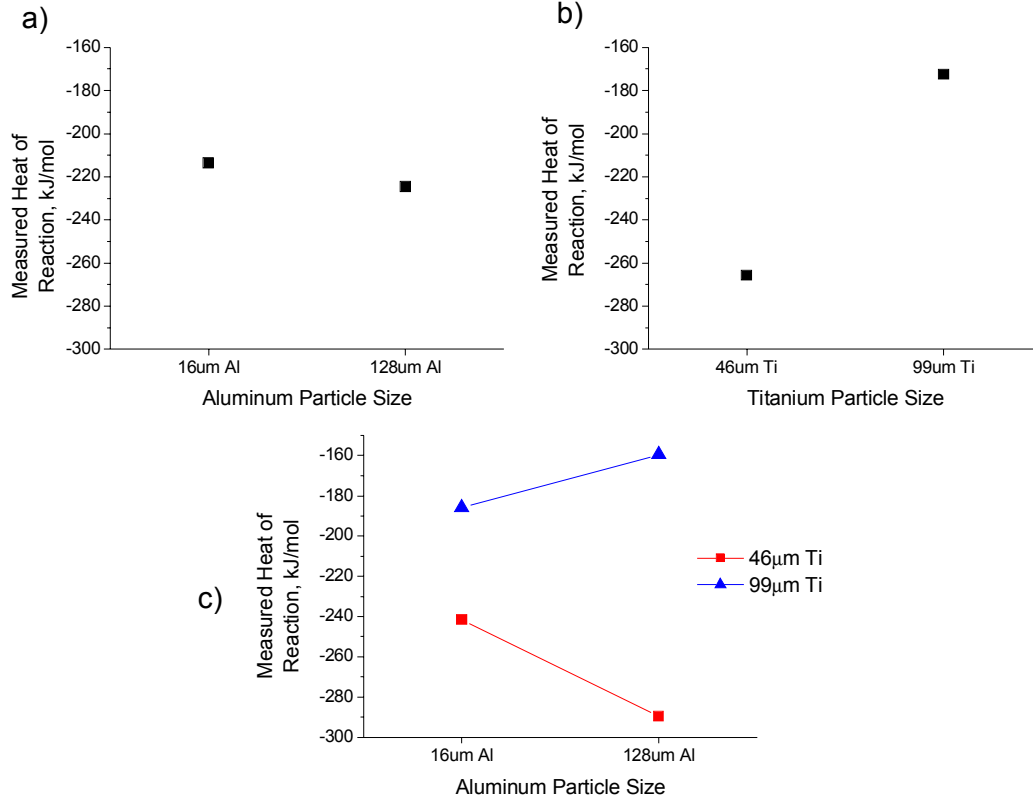 a)
-160
-180
-200
-220
-240
-260
-280
-300
Measured Heat of
Reaction, kJ/mol
16um Al
128um Al
Aluminum Particle Size
b)
-160
-180
-200
-220
-240
-260
-280
-300
Measured Heat of
Reaction, kJ/mol
46um Ti
99um Ti
Titanium Particle Size
c)
-160
-180
-200
-220
-240
-260
-280
-300
Measured Heat of
Reaction, kJ/mol
16um Al
128um Al
Aluminum Particle Size
46μm Ti
99μm Ti